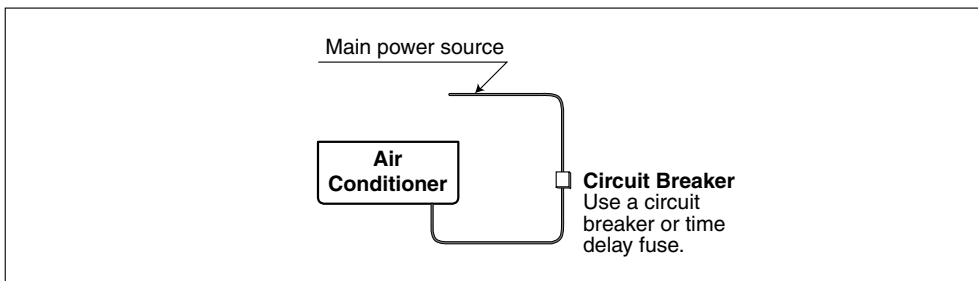 Main power source
Air
Conditioner
Circuit Breaker
Use a circuit
breaker or time
delay fuse.